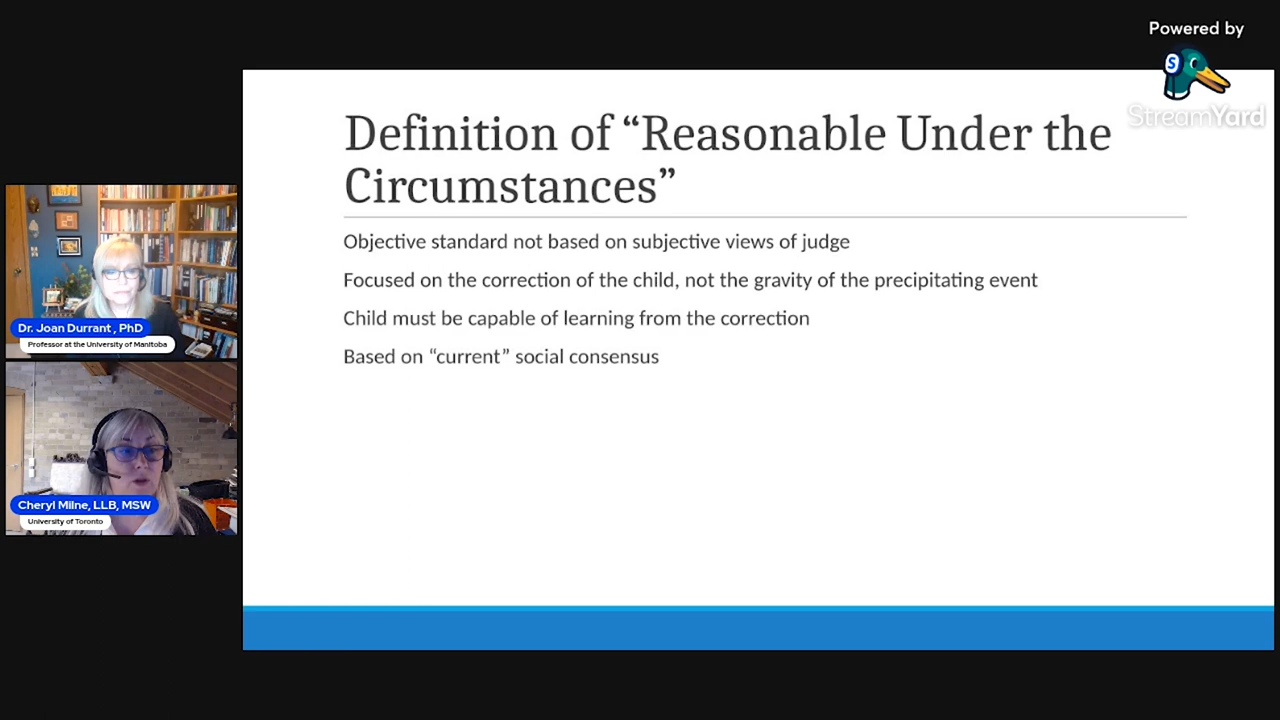 Powered by
S
StreamYard
Definition of “Reasonable Under the
Circumstances”
Objective standard not based on subjective views of judge
Focused on the correction of the child, not the gravity of the precipitating event
Child must be capable of learning from the correction
Based on “current” social consensus
Dr. Joan Durrant , PhD
Professor at the University of Manitoba
Cheryl Milne, LLB, MSW
University of Toronto